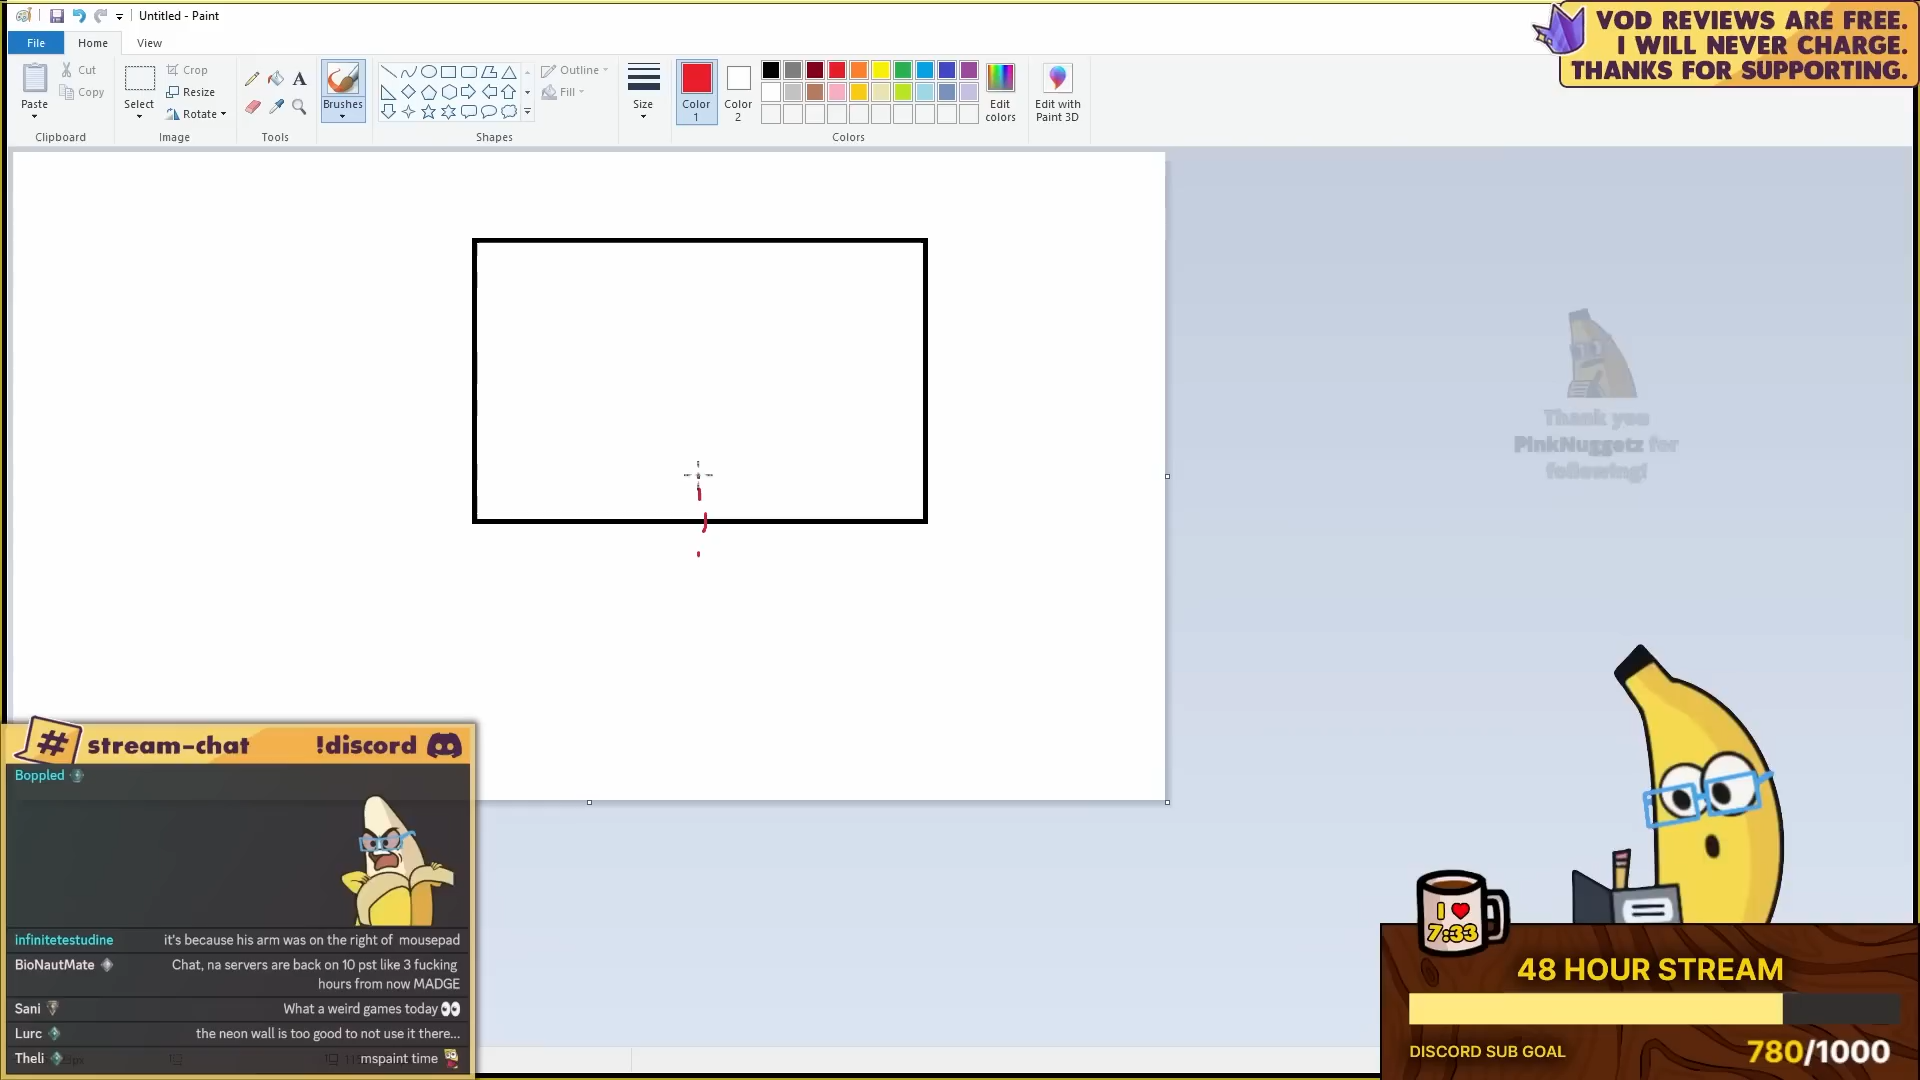 Untitled - Paint
File
Home
View
Paste
Cut
Copy
Clipboard
Select
Crop
Resize
Rotate
Image
A
Tools
Brushes
Shapes
Outline
Fill
Size
Color
1
Color
2
Colors
Edit
colors
Edit with
Paint 3D
VOD REVIEWS ARE FREE.
I WILL NEVER CHARGE.
THANKS FOR SUPPORTING.
Thank you
PinkNuggetz for
following!
# stream-chat !discord
Boppled
infinitetestudine it's because his arm was on the right of mousepad
BioNautMate Chat, na servers are back on 10 pst like 3 fucking
hours from now MADGE
Sani What a weird games today
Lurc the neon wall is too good to not use it there...
Theli mspaint time
I ❤
7:33
48 HOUR STREAM
DISCORD SUB GOAL 780/1000